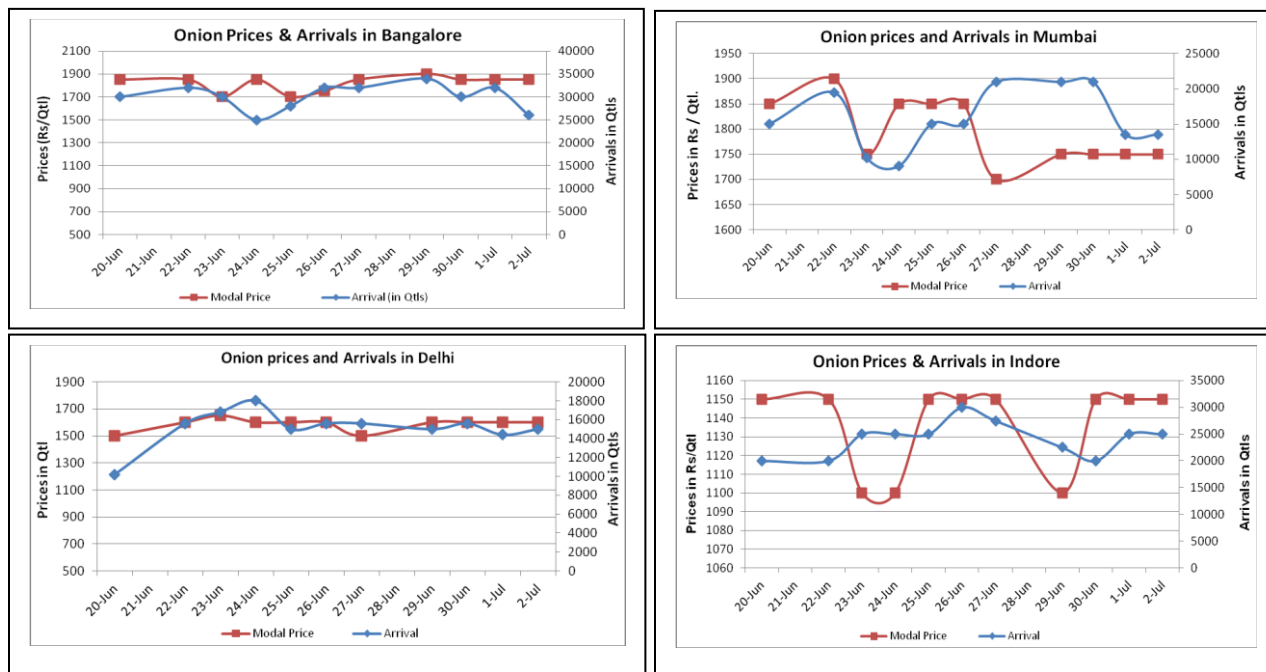 Onion Prices & Arrivals in Bangalore
2100
1900
1700
1500
1300
1100
900
700
500
Prices (Rs/Qtl)
40000
35000
30000
25000
20000
15000
10000
5000
0
Arrivals in Qtls
20-Jun
21-Jun
22-Jun
23-Jun
24-Jun
25-Jun
26-Jun
27-Jun
28-Jun
29-Jun
30-Jun
1-Jul
2-Jul
Modal Price Arrival (in Qtls)
Onion prices and Arrivals in Mumbai
1950
1900
1850
1800
1750
1700
1650
1600
Prices in Rs / Qtl.
25000
20000
15000
10000
5000
0
Arrivals in Qtls
20-Jun
21-Jun
22-Jun
23-Jun
24-Jun
25-Jun
26-Jun
27-Jun
28-Jun
29-Jun
30-Jun
1-Jul
2-Jul
Modal Price Arrival
Onion prices and Arrivals in Delhi
1900
1700
1500
1300
1100
900
700
500
Prices in Qtl
20000
18000
16000
14000
12000
10000
8000
6000
4000
2000
0
Arrivals in Qtls
20-Jun
21-Jun
22-Jun
23-Jun
24-Jun
25-Jun
26-Jun
27-Jun
28-Jun
29-Jun
30-Jun
1-Jul
2-Jul
Modal Price Arrival
Onion Prices & Arrivals in Indore
1160
1150
1140
1130
1120
1110
1100
1090
1080
1070
1060
Prices in Rs/Qtl
35000
30000
25000
20000
15000
10000
5000
0
Arrivals in Qtls
20-Jun
21-Jun
22-Jun
23-Jun
24-Jun
25-Jun
26-Jun
27-Jun
28-Jun
29-Jun
30-Jun
1-Jul
2-Jul
Modal Price Arrival